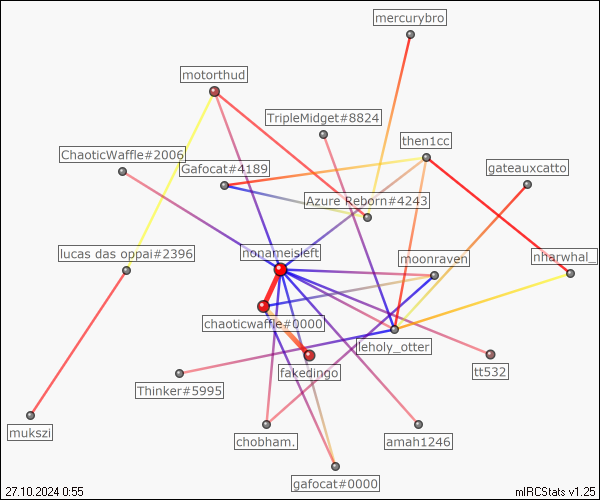 mercurybro
motorthud
TripleMidget#8824
then1cc
ChaoticWaffle#2006
Gafocat#4189
gateauxcatto
Azure Reborn#4243
lucas das oppai#2396
nonameisleft
moonraven
nharwhal_
chaoticwaffle#0000
leholy_otter
fakedingo
tt532
Thinker#5995
mukszi
chobham.
amah1246
gafocat#0000
27.10.2024 0:55
mIRCStats v1.25